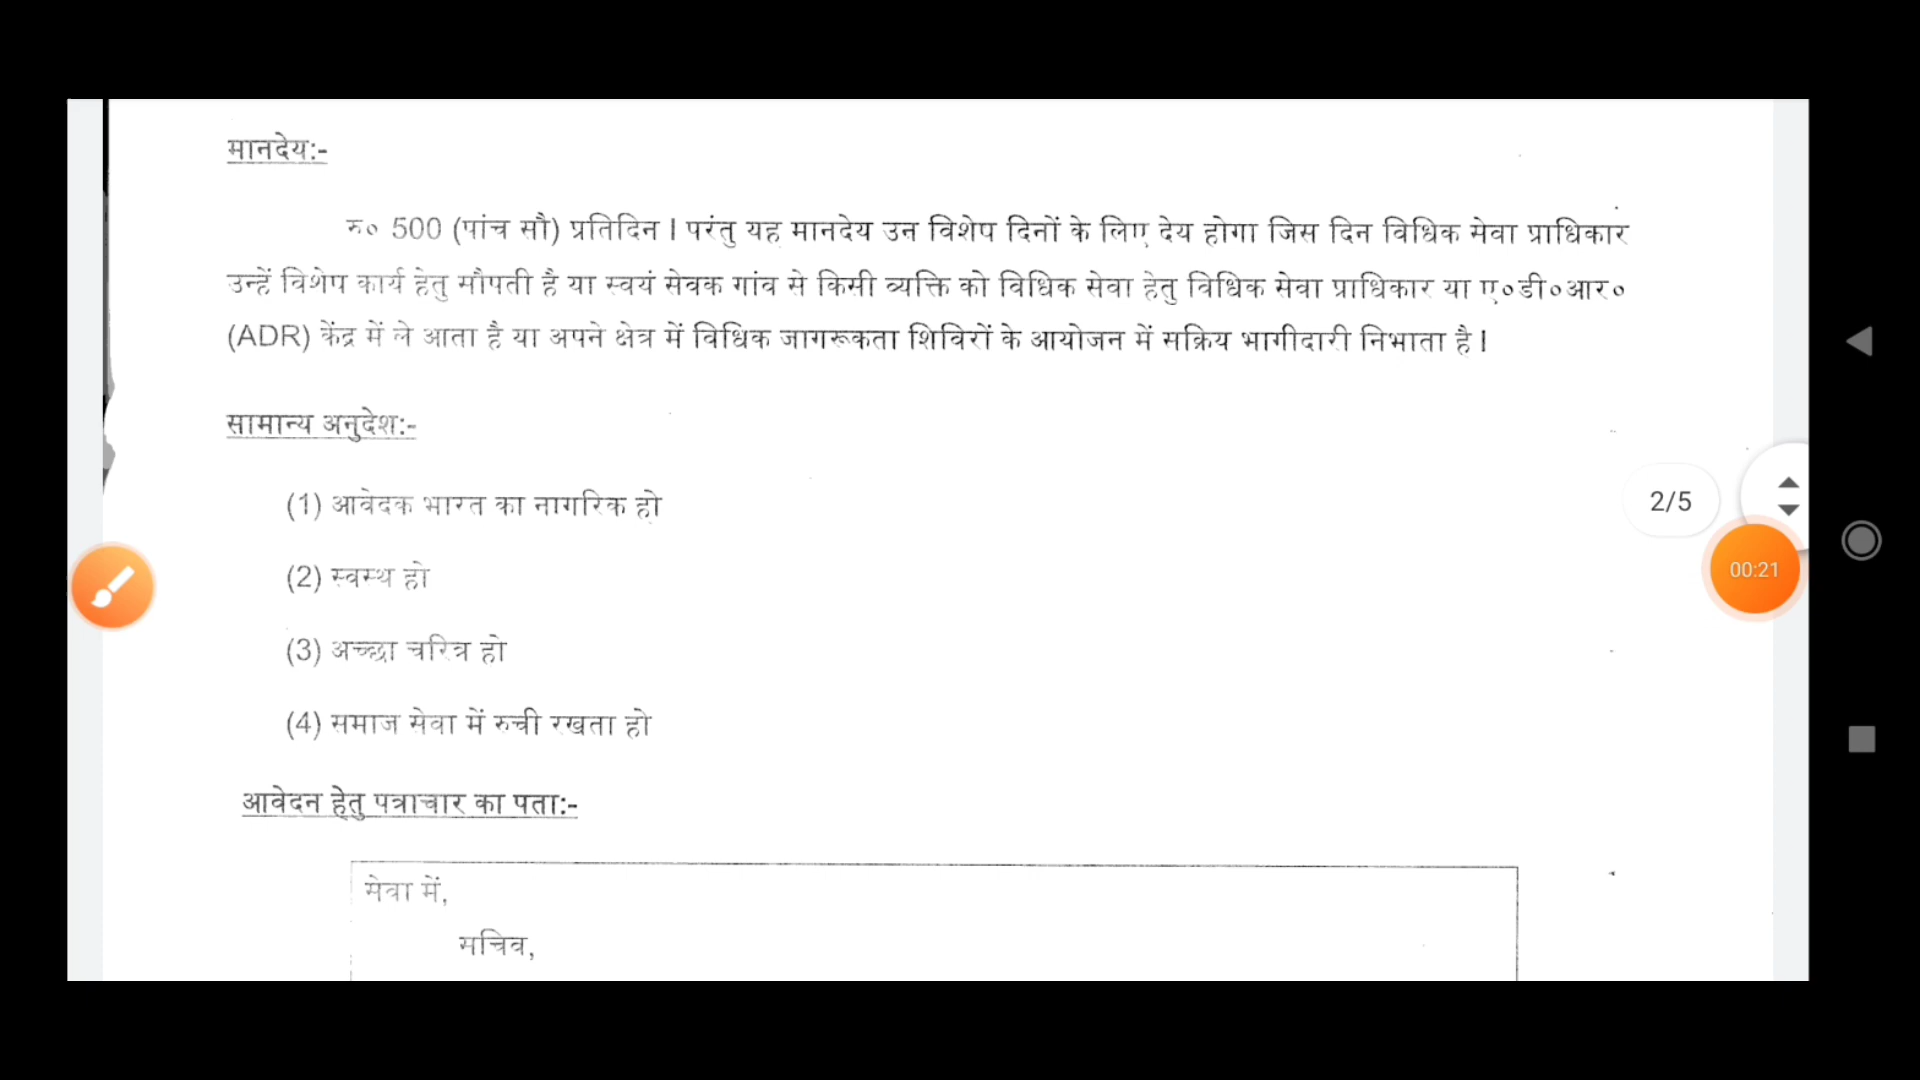 मानदेय:-
रु० 500 (पांच सौ) प्रतिदिन । परंतु यह मानदेय उन विशेष दिनों के लिए देय होगा जिस दिन विधिक सेवा प्राधिकार
उन्हें विशेष कार्य हेतु सौपती है या स्वयं सेवक गांव से किसी व्यक्ति को विधिक सेवा हेतु विधिक सेवा प्राधिकार या ए०डी०आर०
(ADR) केंद्र में ले आता है या अपने क्षेत्र में विधिक जागरूकता शिविरों के आयोजन में सक्रिय भागीदारी निभाता है ।
सामान्य अनुदेश:-
(1) आवेदक भारत का नागरिक हो
2/5
(2) स्वस्थ हो
00:21
(3) अच्छा चरित्र हो
(4) समाज सेवा में रुची रखता हो
आवेदन हेतु पत्राचार का पता:-
सेवा में,
सचिव,